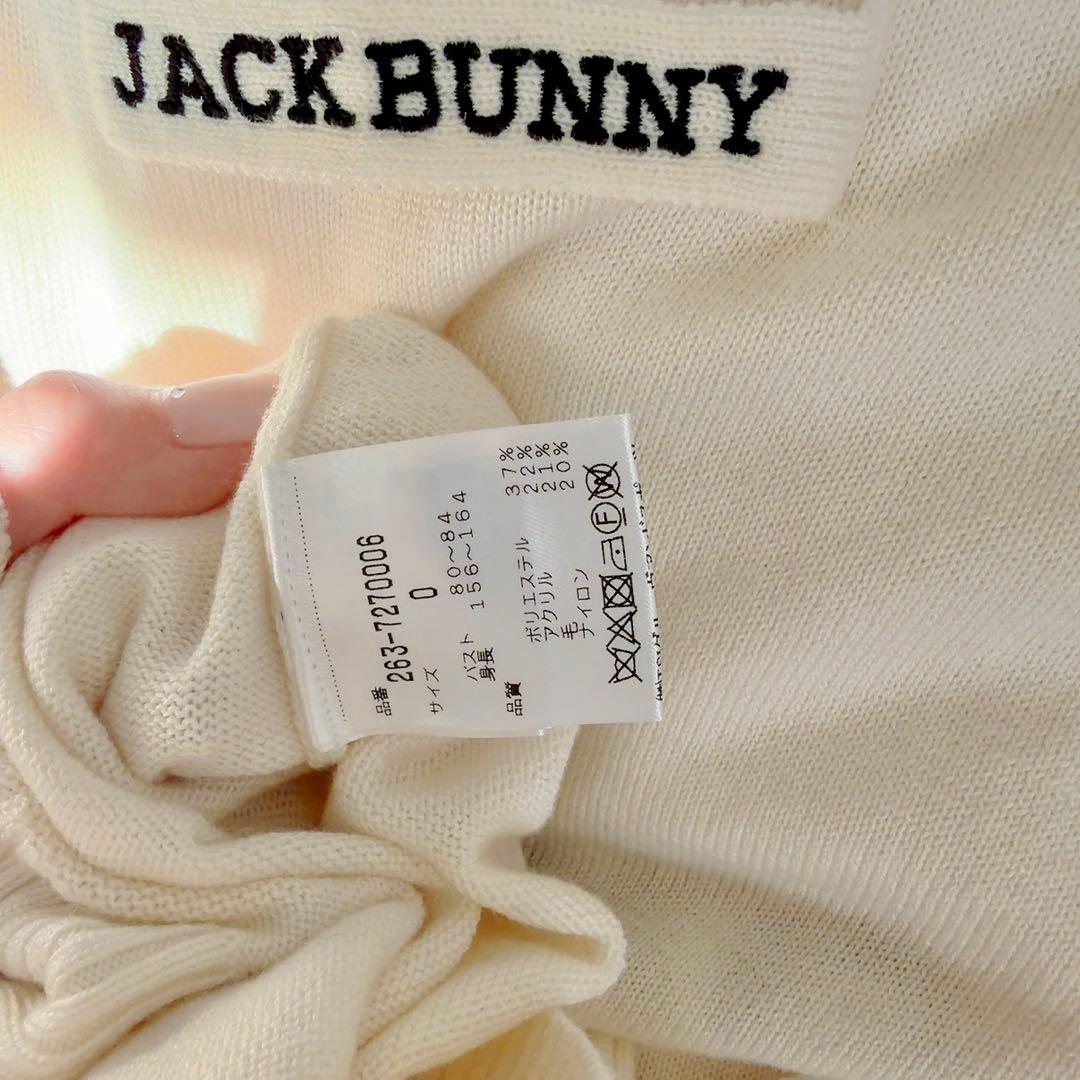 JACK BUNNY
品番
263-7270006
サイズ 0
バスト 80～84
身長 156～164
品質 ポリエステル 37%
アクリル 22%
毛 21%
ナイロン 20%
F